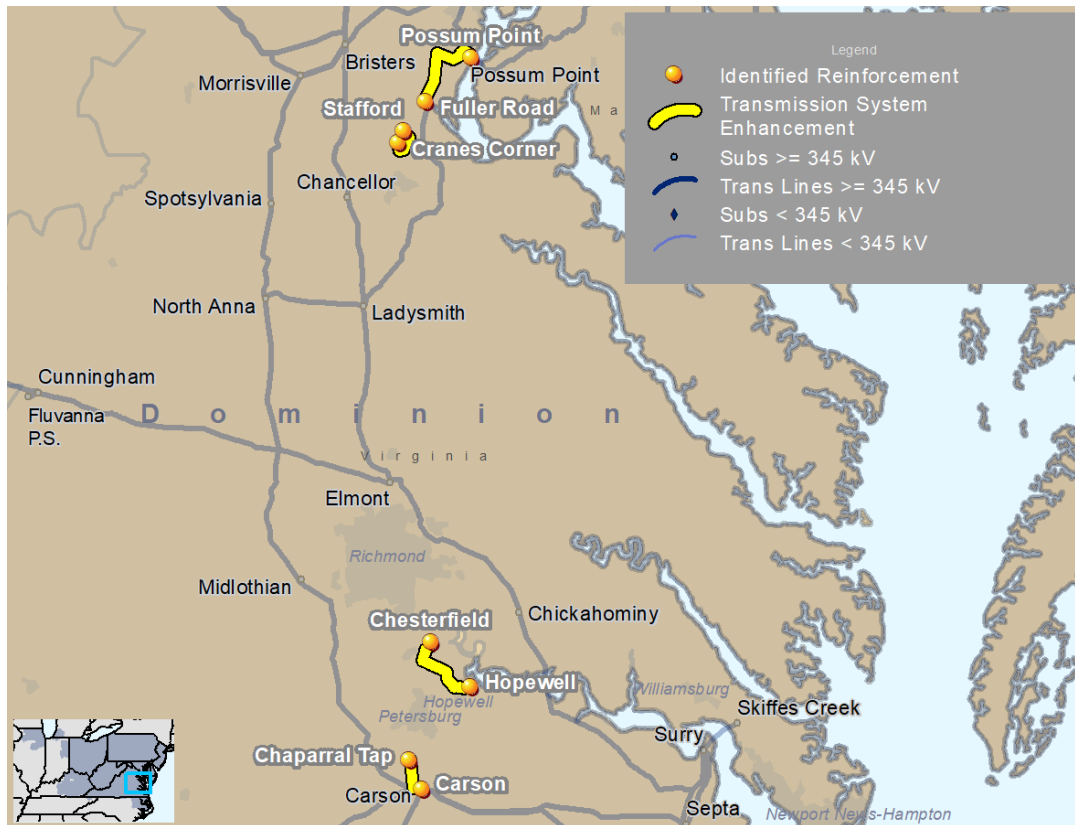 Possum Point
Bristers
Possum Point
Morrisville
Stafford
Fuller Road
Cranes Corner
Chancellor
Spotsylvania
North Anna
Ladysmith
Cunningham
Fluvanna
P.S.
Dominion
Virginia
Elmont
Richmond
Midlothian
Chickahominy
Chesterfield
Hopewell
Hopewell
Williamsburg
Petersburg
Skiffes Creek
Surry
Chaparral Tap
Carson
Carson
Septa
Newport News-Hampton
Ma
Legend
Identified Reinforcement
Transmission System
Enhancement
Subs >= 345 kV
Trans Lines >= 345 kV
Subs < 345 kV
Trans Lines < 345 kV